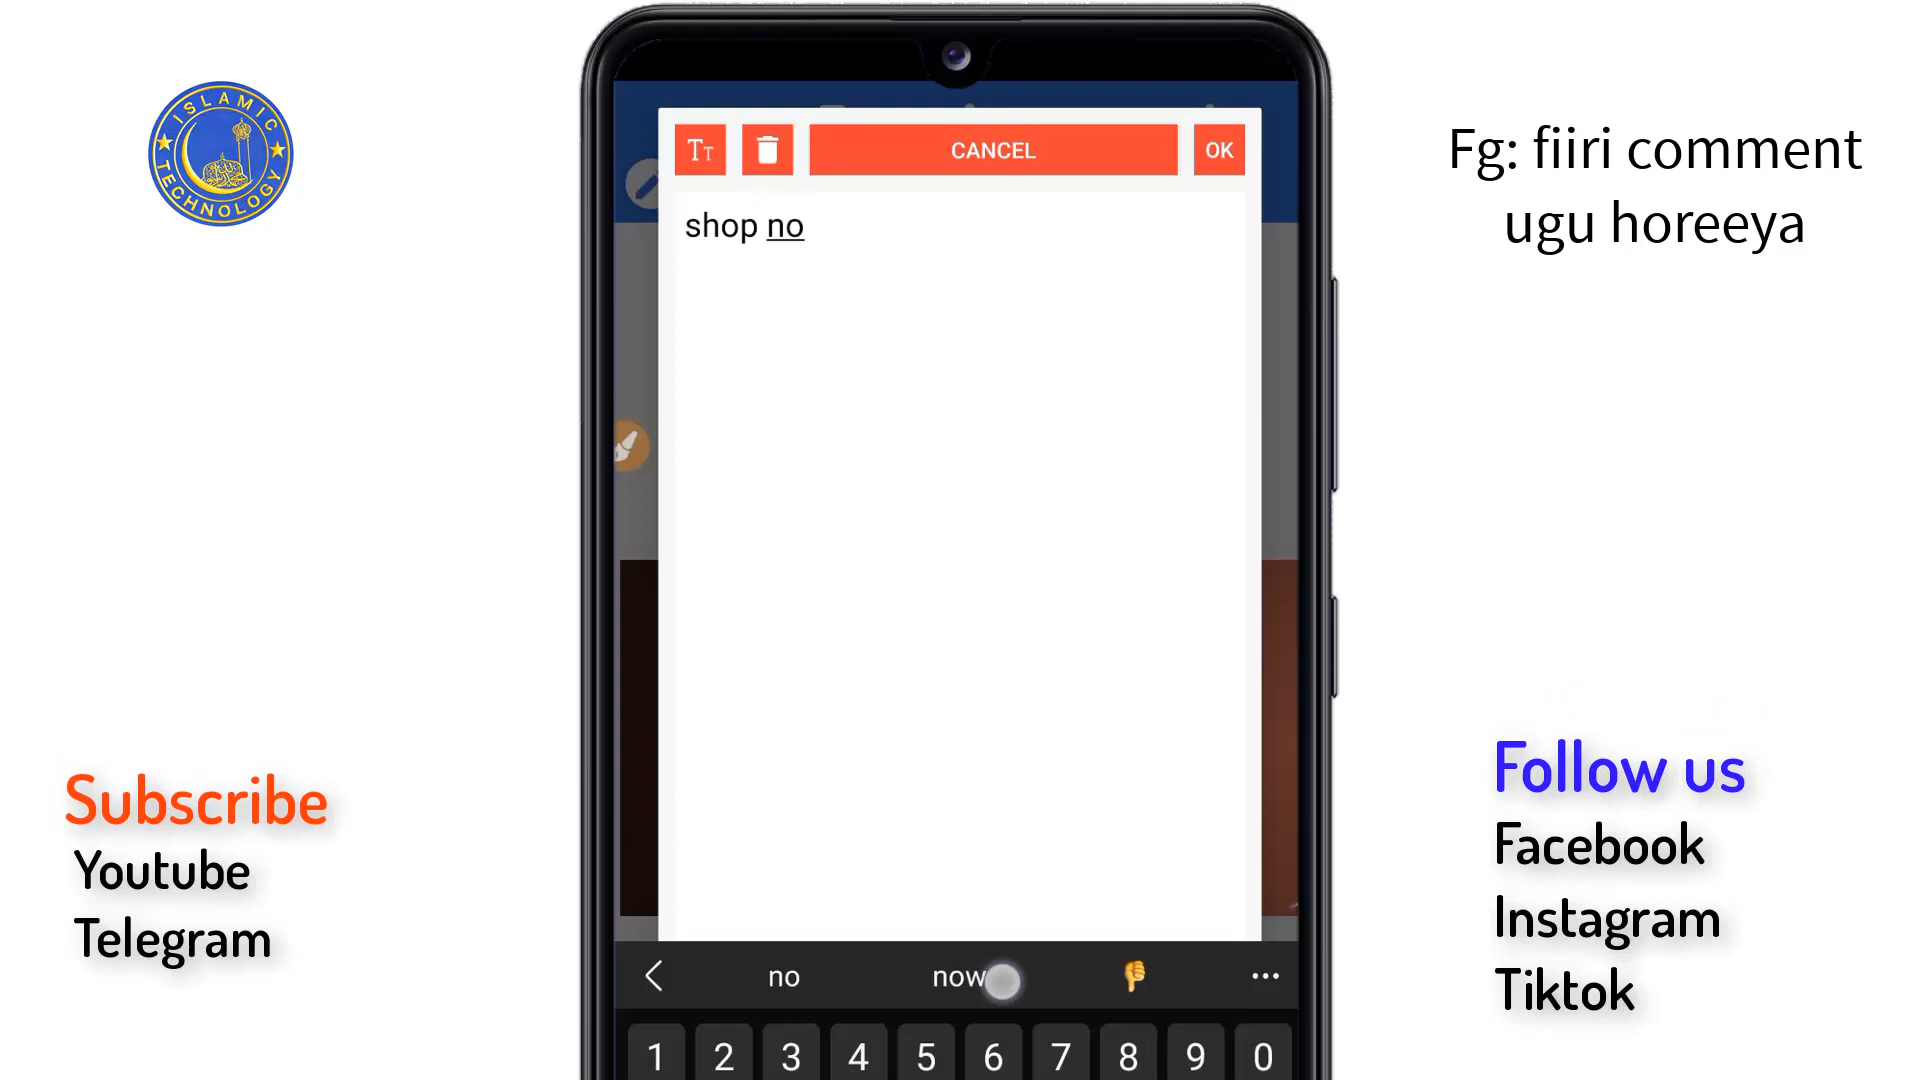 ISLAMIC
TECHNOLOGY
Tт
CANCEL
OK
shop no
Fg: fiiri comment
ugu horeeya
Subscribe
Youtube
Telegram
Follow us
Facebook
Instagram
Tiktok
no
now
1 2 3 4 5 6 7 8 9 0